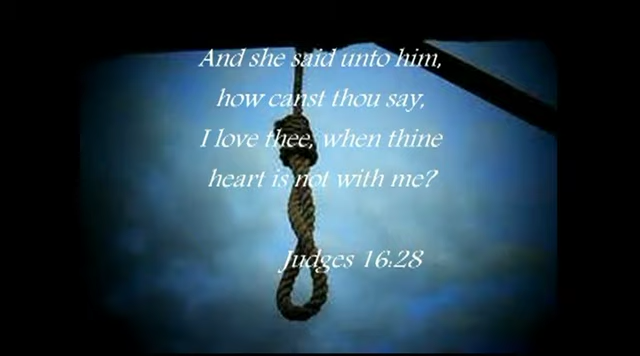 And she said unto him,
how canst thou say,
I love thee, when thine
heart is not with me?
Judges 16:28